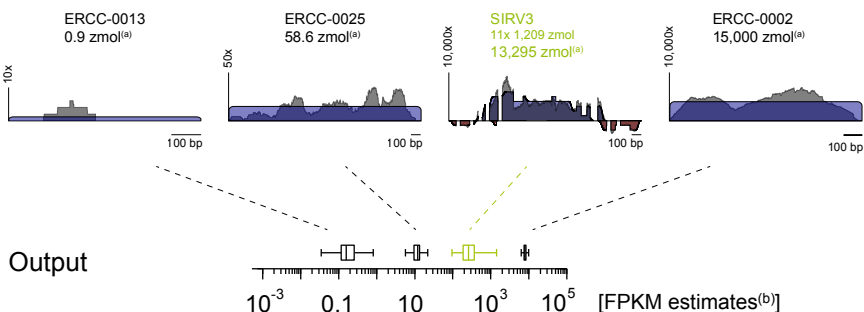 ERCC-0013
0.9 zmol(a)
10x
100 bp
ERCC-0025
58.6 zmol(a)
50x
100 bp
SIRV3
11x 1,209 zmol
13,295 zmol(a)
10,000x
100 bp
ERCC-0002
15,000 zmol(a)
10,000x
100 bp
Output
10-3 0.1 10 103 105 [FPKM estimates(b)]